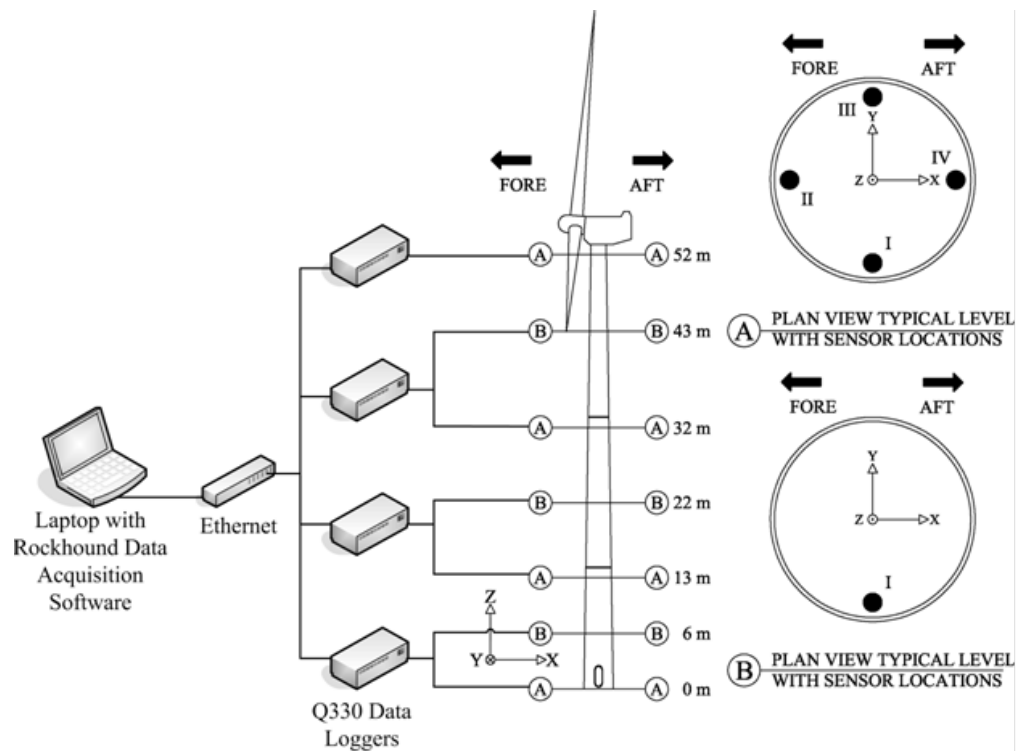 FORE
AFT
III
Y
IV
Z
X
II
I
A
PLAN VIEW TYPICAL LEVEL
WITH SENSOR LOCATIONS
FORE
AFT
Y
Z
X
I
B
PLAN VIEW TYPICAL LEVEL
WITH SENSOR LOCATIONS
FORE
AFT
A
A
52 m
B
B
43 m
A
A
32 m
B
B
22 m
A
A
13 m
B
B
6 m
A
A
0 m
Z
Y
X
Laptop with
Rockhound Data
Acquisition
Software
Ethernet
Q330 Data
Loggers